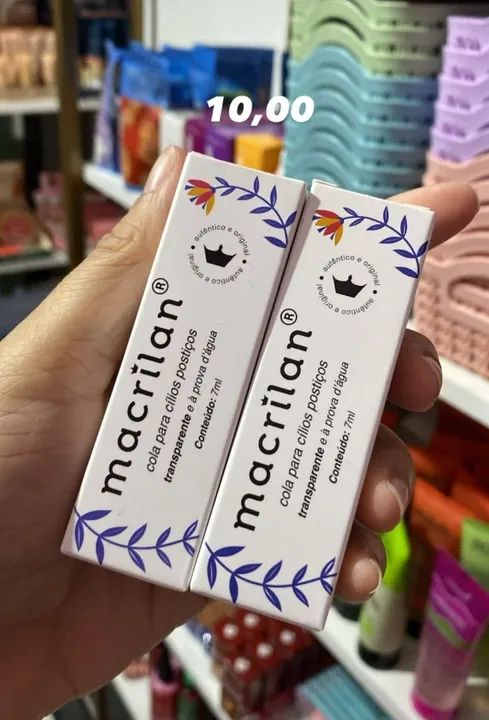 10,00
autêntico e original • autêntico e original •
macrilan®
cola para cílios postiços
transparente e à prova d'água
Conteúdo: 7ml
autêntico e original • autêntico e original •
macrilan®
cola para cílios postiços
transparente e à prova d'água
Conteúdo: 7ml